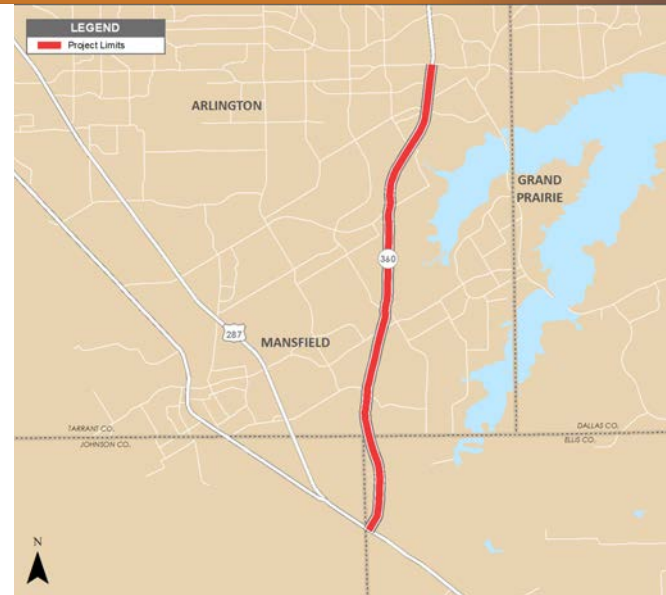 LEGEND
Project Limits
ARLINGTON
GRAND
PRAIRIE
360
287
MANSFIELD
TARRANT CO.
DALLAS CO.
JOHNSON CO.
ELLIS CO.
N